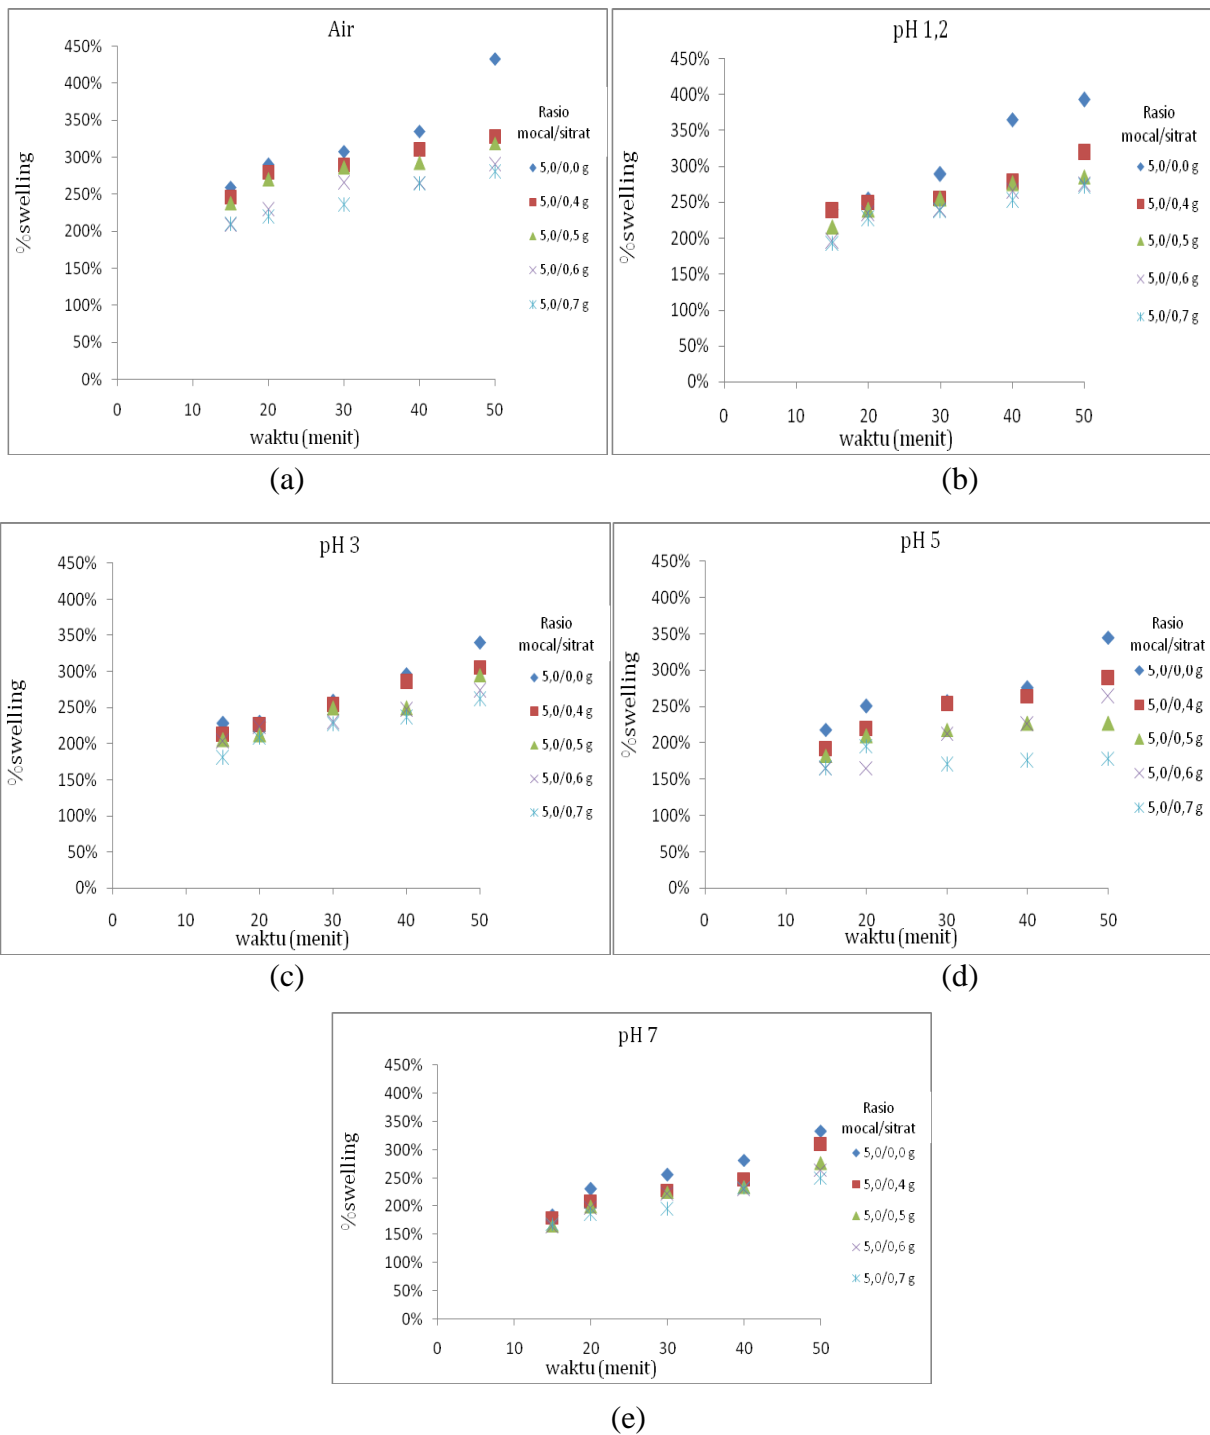 Air
450%
400%
350%
300%
250%
200%
150%
100%
50%
0%
%swelling
0 10 20 30 40 50
waktu (menit)
Rasio
mocal/sitrat
5,0/0,0 g
5,0/0,4 g
5,0/0,5 g
5,0/0,6 g
5,0/0,7 g
(a)
pH 1,2
450%
400%
350%
300%
250%
200%
150%
100%
50%
0%
%swelling
0 10 20 30 40 50
waktu (menit)
Rasio
mocal/sitrat
5,0/0,0 g
5,0/0,4 g
5,0/0,5 g
5,0/0,6 g
5,0/0,7 g
(b)
pH 3
450%
400%
350%
300%
250%
200%
150%
100%
50%
0%
%swelling
0 10 20 30 40 50
waktu (menit)
Rasio
mocal/sitrat
5,0/0,0 g
5,0/0,4 g
5,0/0,5 g
5,0/0,6 g
5,0/0,7 g
(c)
pH 5
450%
400%
350%
300%
250%
200%
150%
100%
50%
0%
%swelling
0 10 20 30 40 50
waktu (menit)
Rasio
mocal/sitrat
5,0/0,0 g
5,0/0,4 g
5,0/0,5 g
5,0/0,6 g
5,0/0,7 g
(d)
pH 7
450%
400%
350%
300%
250%
200%
150%
100%
50%
0%
%swelling
0 10 20 30 40 50
waktu (menit)
Rasio
mocal/sitrat
5,0/0,0 g
5,0/0,4 g
5,0/0,5 g
5,0/0,6 g
5,0/0,7 g
(e)